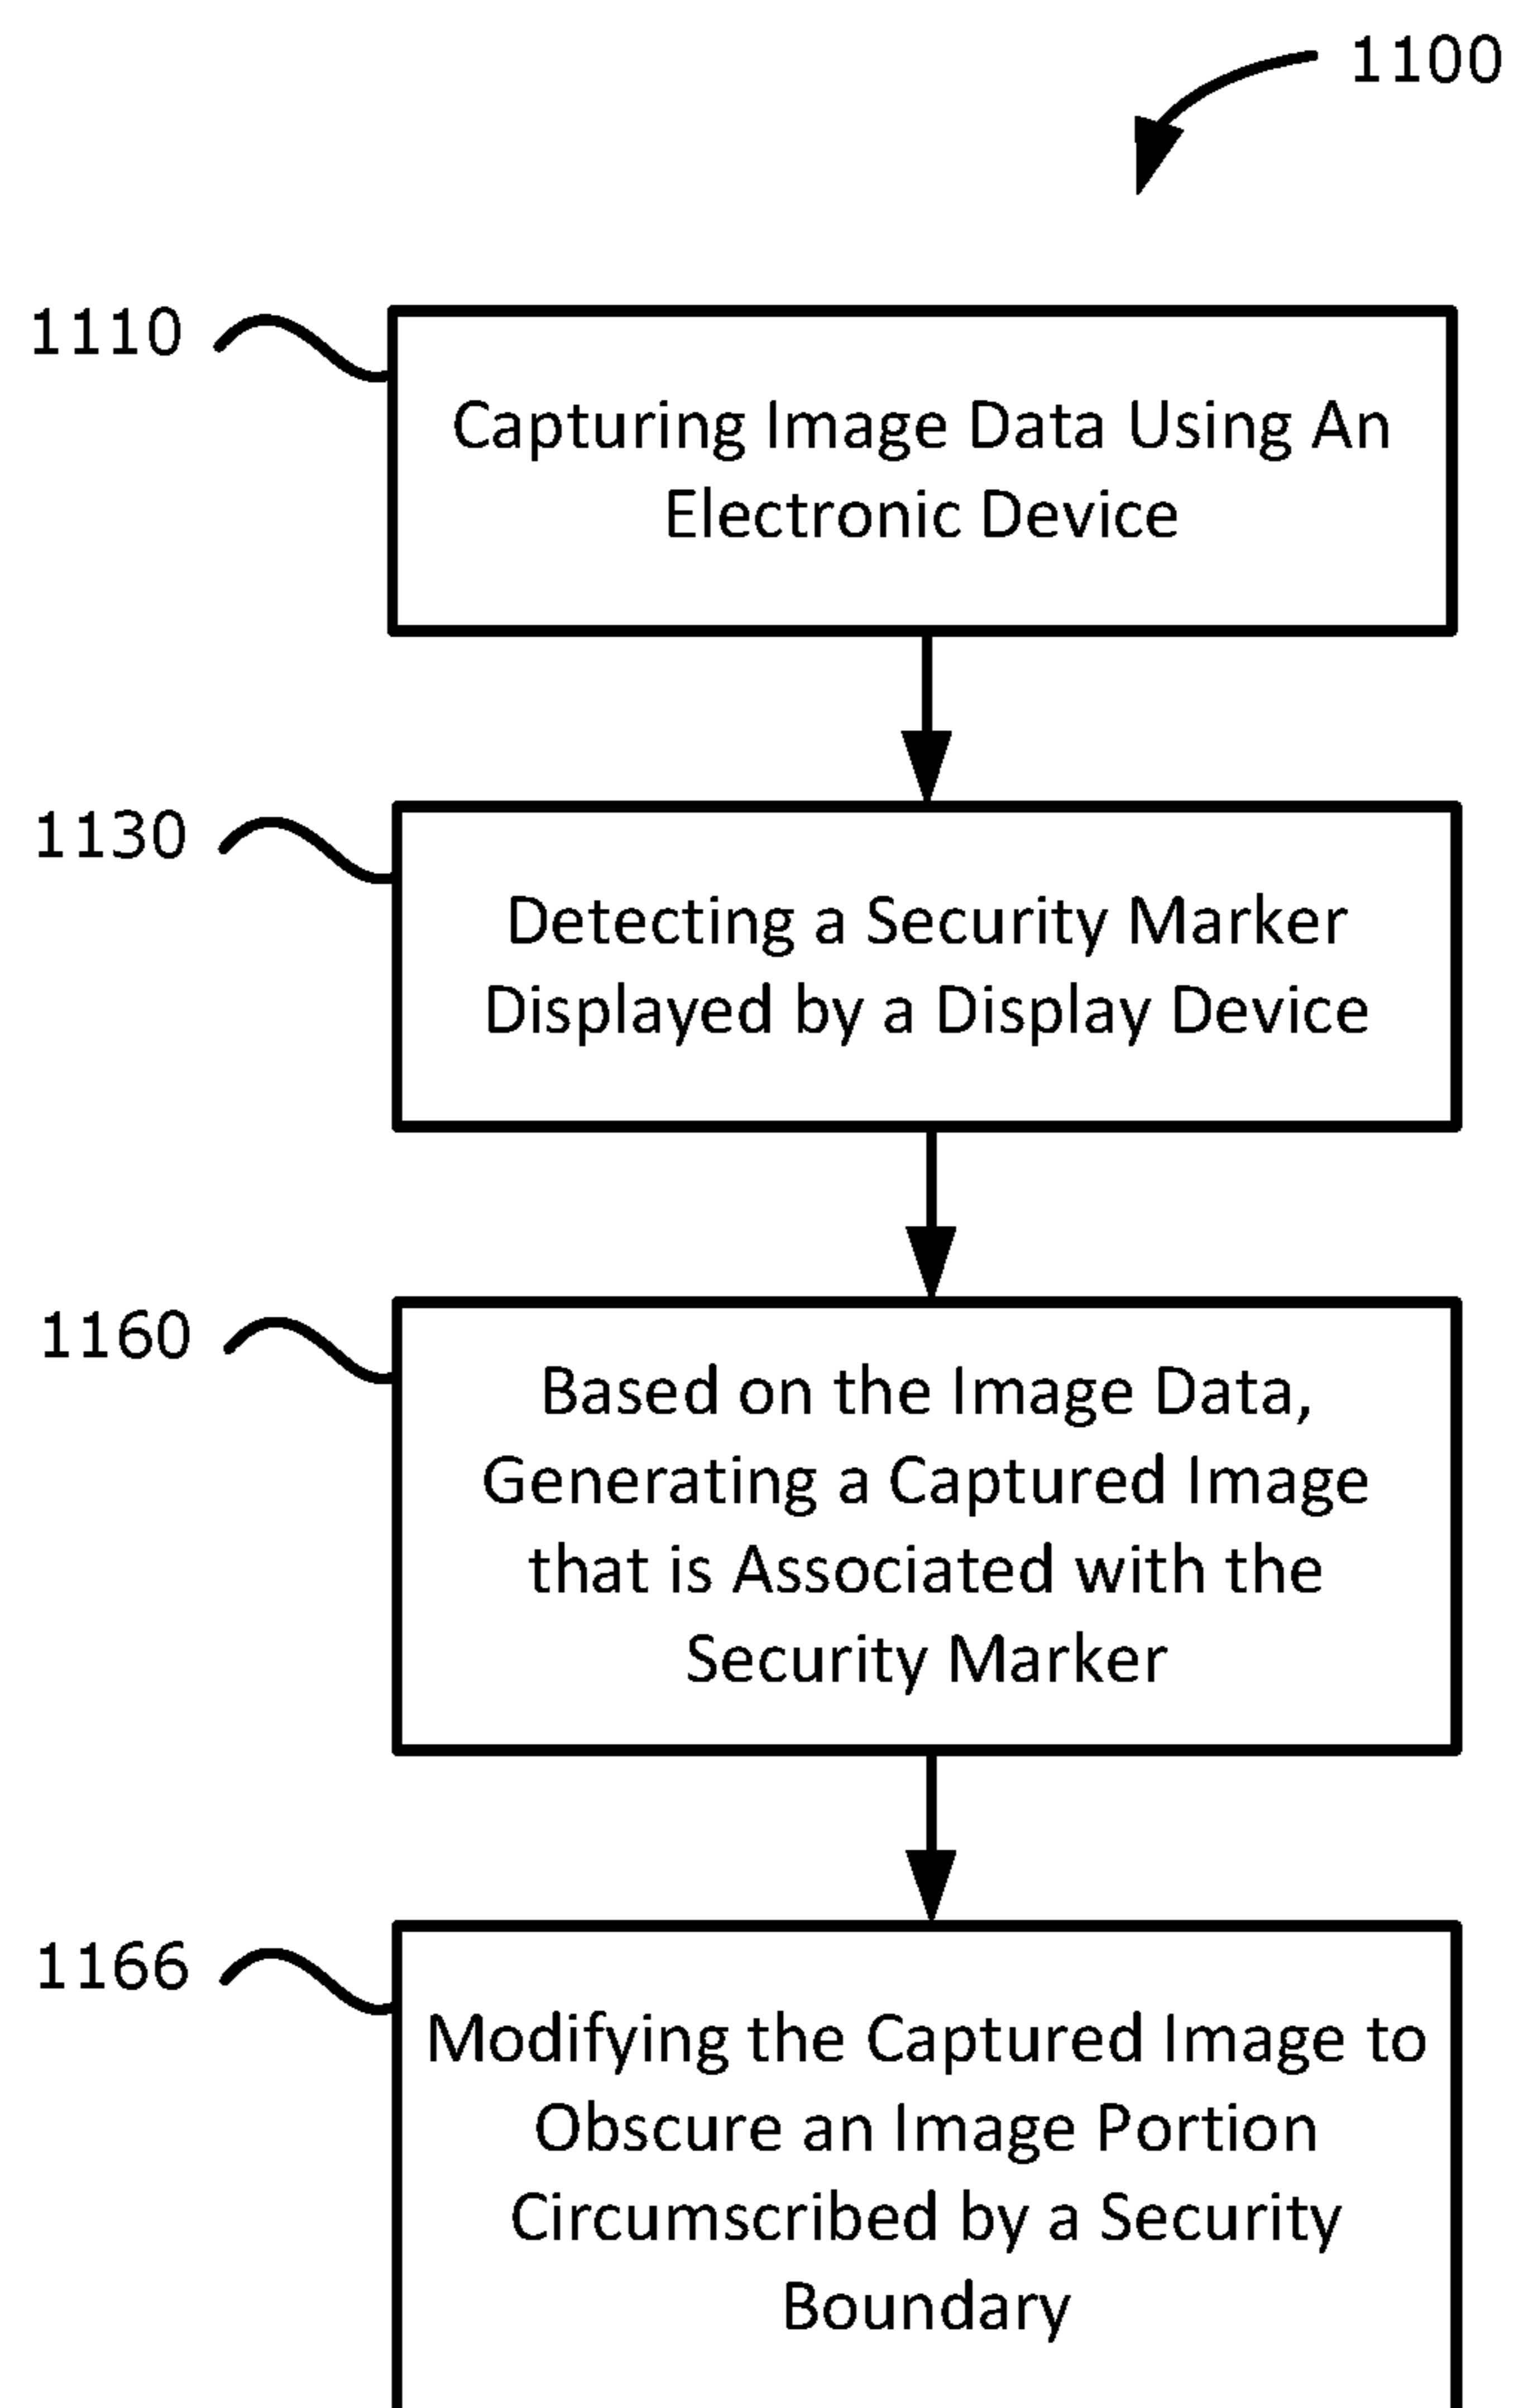 1100
1110
Capturing Image Data Using An
Electronic Device
1130
Detecting a Security Marker
Displayed by a Display Device
1160
Based on the Image Data,
Generating a Captured Image
that is Associated with the
Security Marker
1166
Modifying the Captured Image to
Obscure an Image Portion
Circumscribed by a Security
Boundary